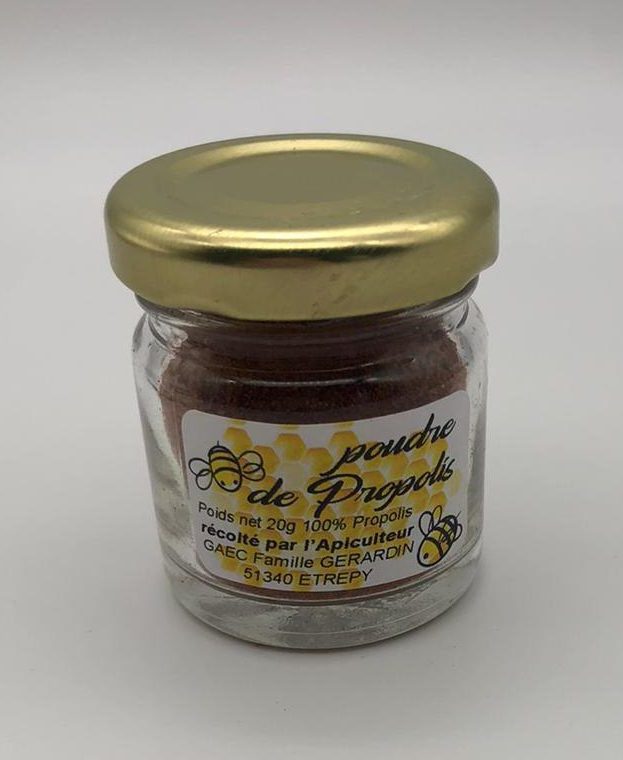 poudre
de Propolis
Poids net 20g 100% Propolis
récolté par l'Apiculteur
GAEC Famille GERARDIN
51340 ETREPY